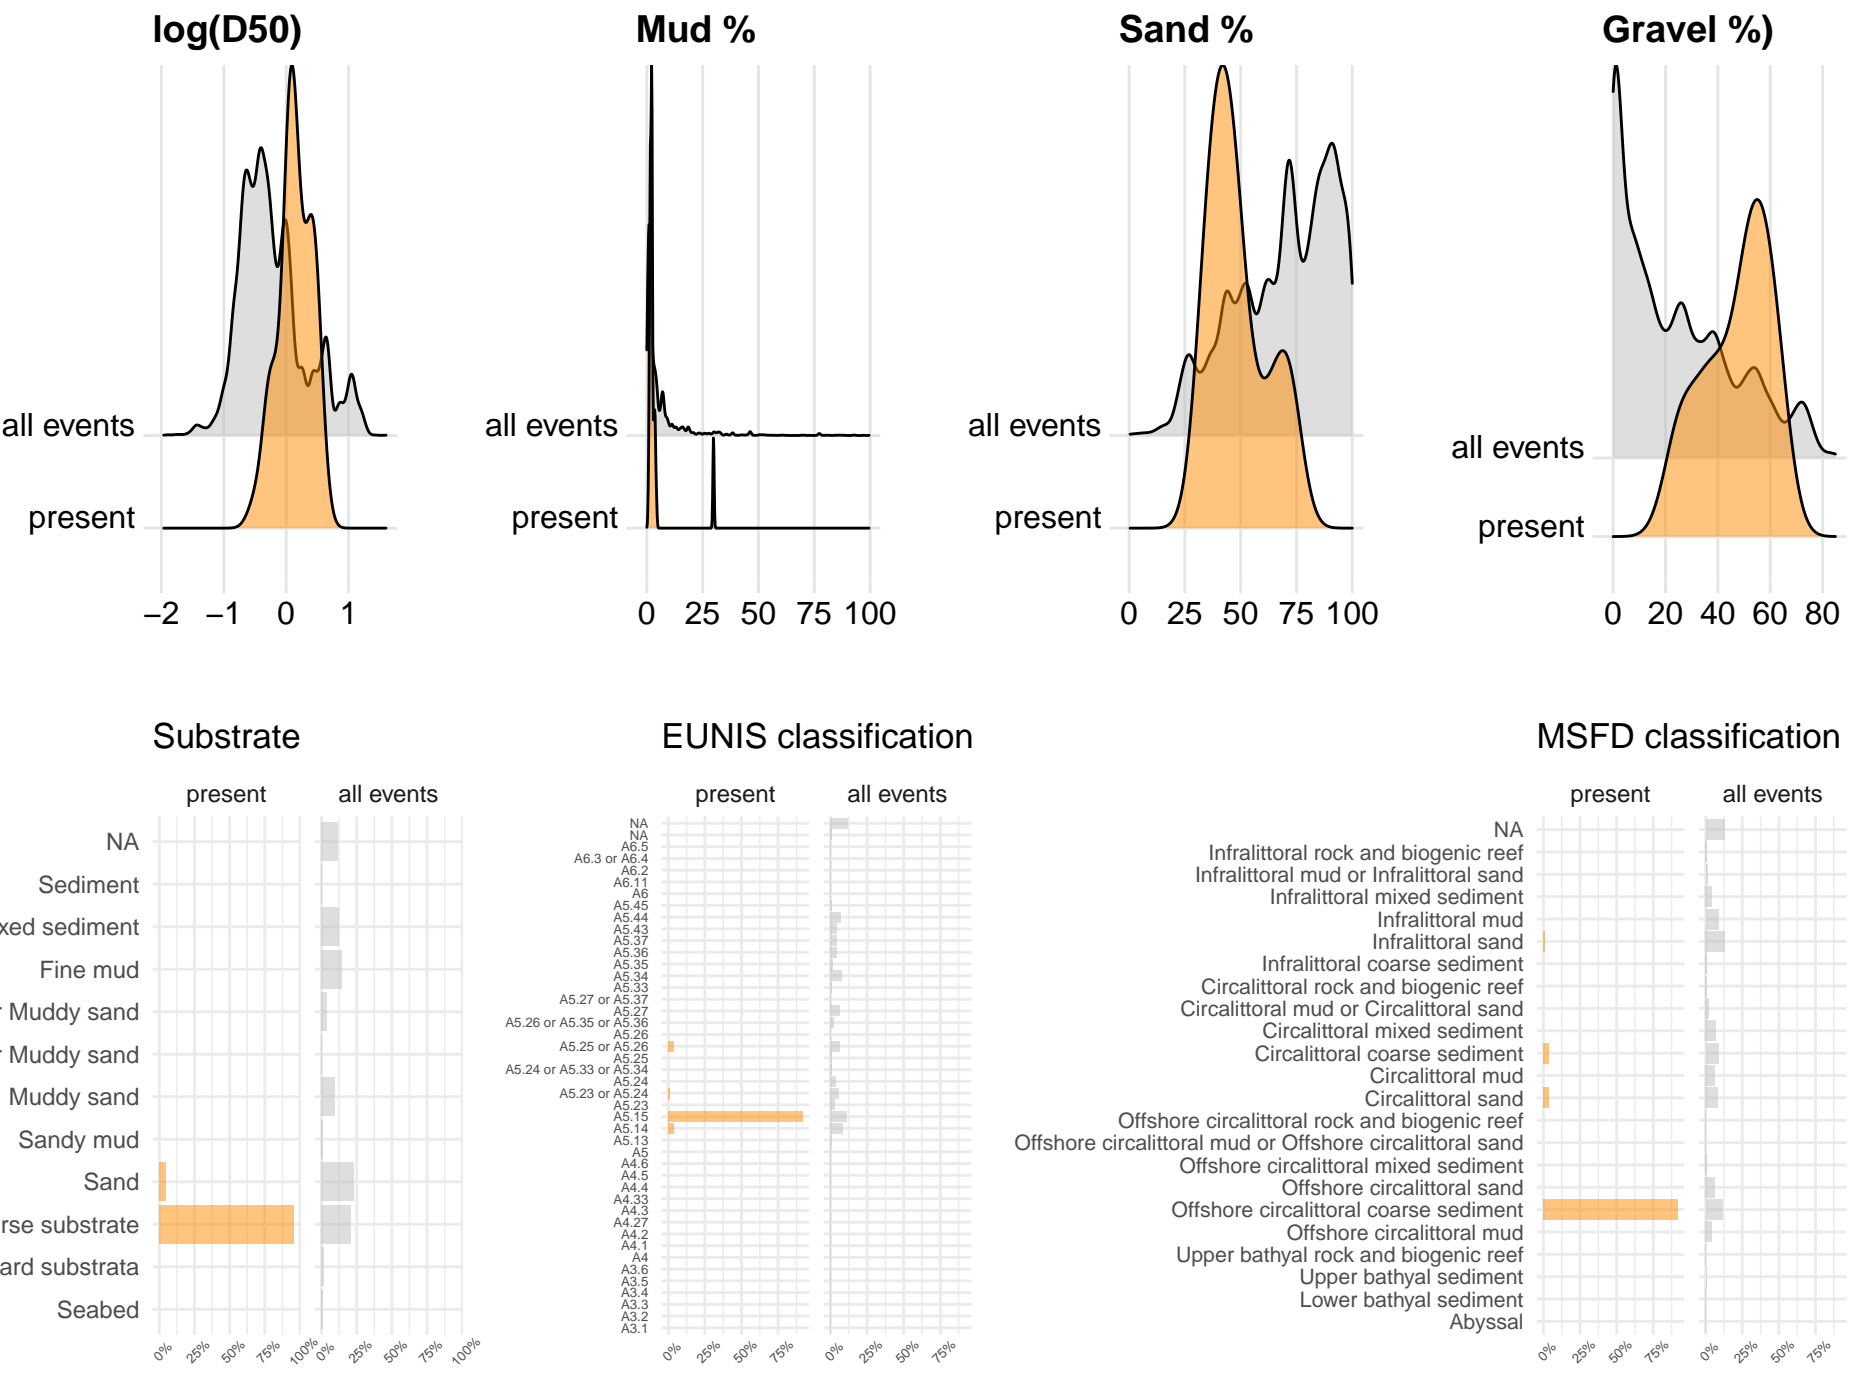 log(D50) Mud % Sand % Gravel %)
all events all events all events all events
present present present present
−2 −1 0 1 0 25 50 75 100 0 25 50 75 100 0 20 40 60 80
Substrate
present all events
NA
Sediment
xed sediment
Fine mud
r Muddy sand
r Muddy sand
Muddy sand
Sandy mud
Sand
rse substrate
ard substrata
Seabed
0% 25% 50% 75% 100% 0% 25% 50% 75% 100%
EUNIS classification
present all events
NA
NA
A6.5
A6.3 or A6.4
A6.2
A6.11
A6
A5.45
A5.44
A5.43
A5.37
A5.36
A5.35
A5.34
A5.33
A5.27 or A5.37
A5.27
A5.26 or A5.35 or A5.36
A5.26
A5.25 or A5.26
A5.25
A5.24 or A5.33 or A5.34
A5.24
A5.23 or A5.24
A5.23
A5.15
A5.14
A5.13
A5
A4.6
A4.5
A4.4
A4.33
A4.3
A4.27
A4.2
A4.1
A4
A3.6
A3.5
A3.4
A3.3
A3.2
A3.1
0% 25% 50% 75% 0% 25% 50% 75%
MSFD classification
present all events
NA
Infralittoral rock and biogenic reef
Infralittoral mud or Infralittoral sand
Infralittoral mixed sediment
Infralittoral mud
Infralittoral sand
Infralittoral coarse sediment
Circalittoral rock and biogenic reef
Circalittoral mud or Circalittoral sand
Circalittoral mixed sediment
Circalittoral coarse sediment
Circalittoral mud
Circalittoral sand
Offshore circalittoral rock and biogenic reef
Offshore circalittoral mud or Offshore circalittoral sand
Offshore circalittoral mixed sediment
Offshore circalittoral sand
Offshore circalittoral coarse sediment
Offshore circalittoral mud
Upper bathyal rock and biogenic reef
Upper bathyal sediment
Lower bathyal sediment
Abyssal
0% 25% 50% 75% 0% 25% 50% 75%